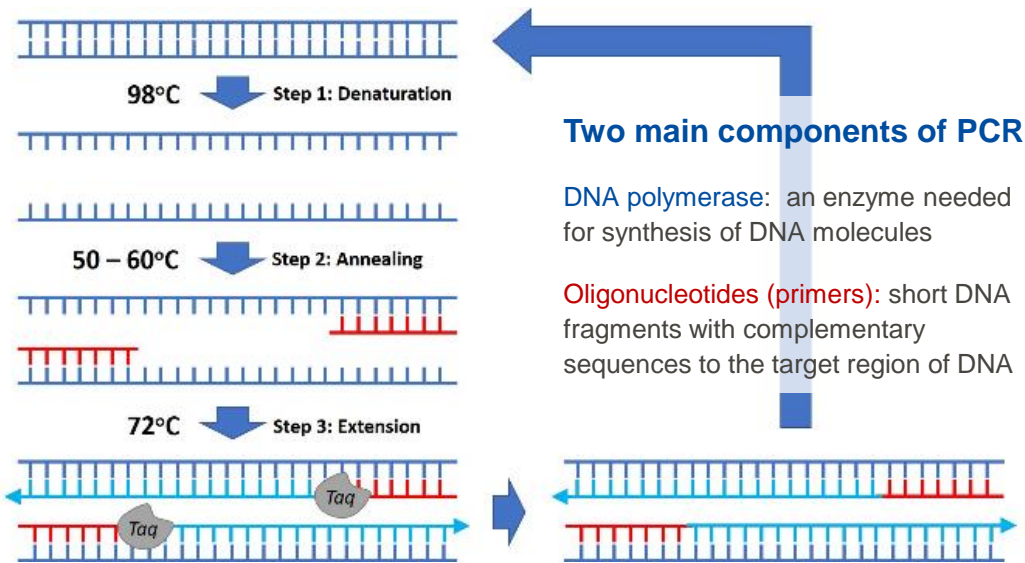 98°C
Step 1: Denaturation
50 – 60°C
Step 2: Annealing
72°C
Step 3: Extension
Taq
Taq
Two main components of PCR
DNA polymerase: an enzyme needed
for synthesis of DNA molecules
Oligonucleotides (primers): short DNA
fragments with complementary
sequences to the target region of DNA